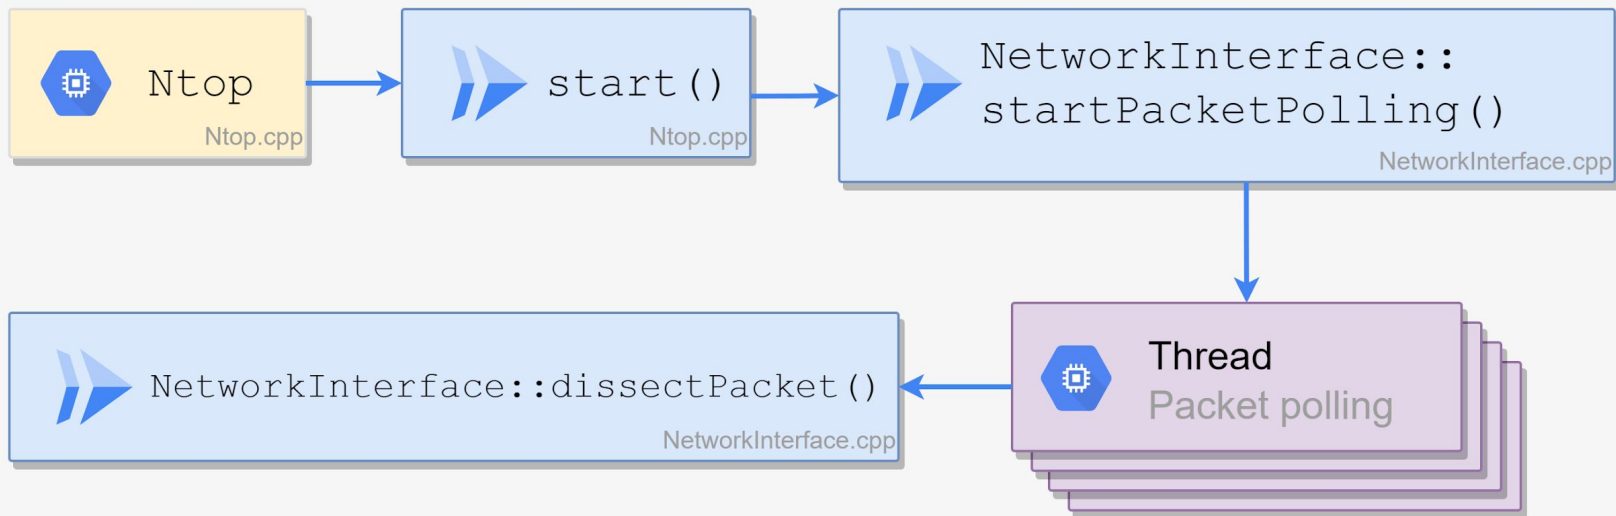 Ntop
Ntop.cpp
start()
Ntop.cpp
NetworkInterface::
startPacketPolling()
NetworkInterface.cpp
Thread
Packet polling
NetworkInterface::dissectPacket()
NetworkInterface.cpp